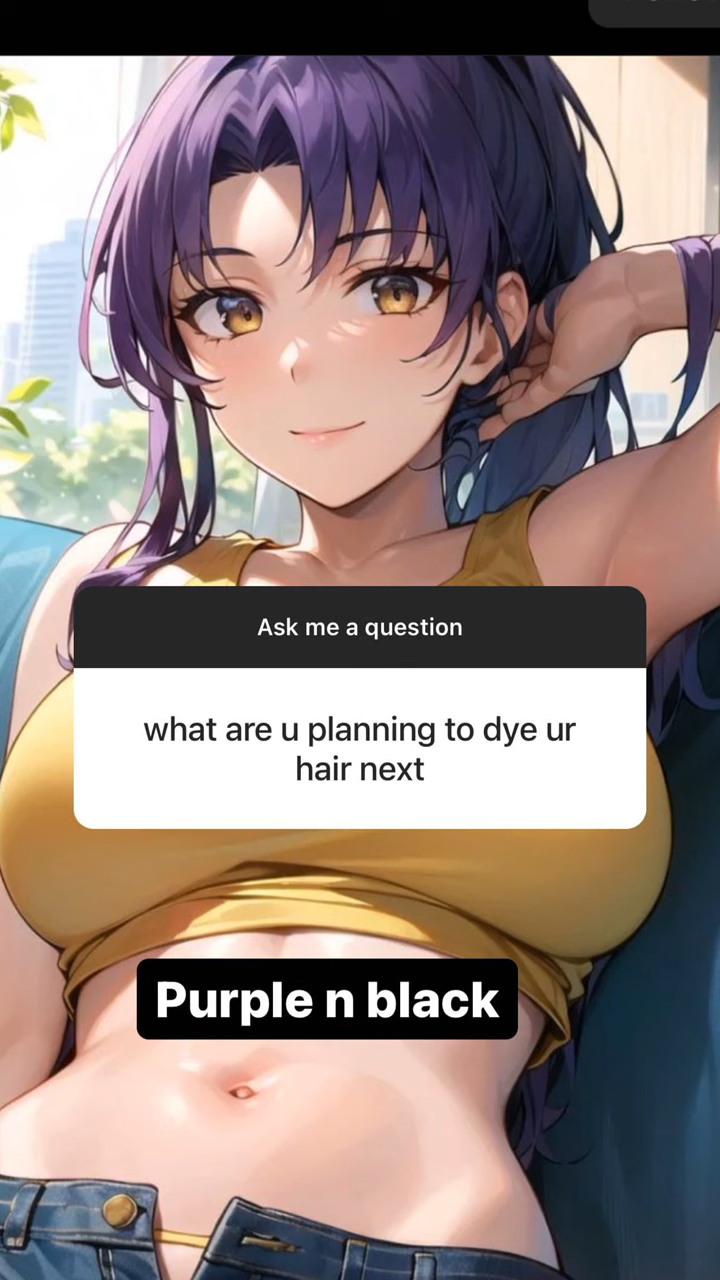 Ask me a question
what are u planning to dye ur
hair next
Purple n black